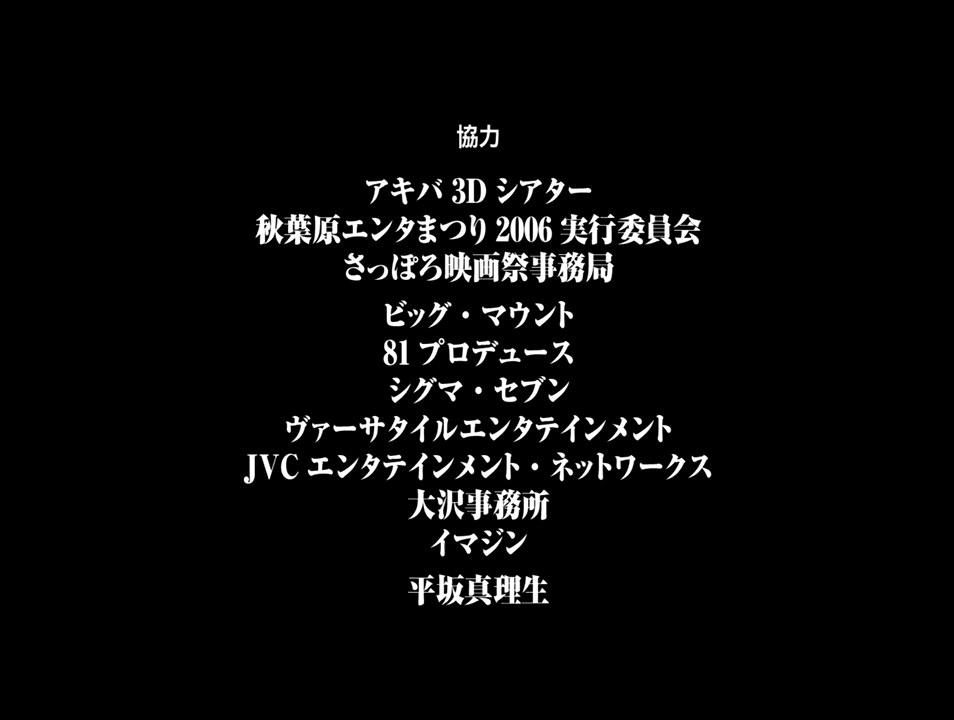 協力
アキバ 3D シアター
秋葉原エンタまつり 2006 実行委員会
さっぽろ映画祭事務局
ビッグ・マウント
81 プロデュース
シグマ・セブン
ヴァーサタイルエンタテインメント
JVC エンタテインメント・ネットワークス
大沢事務所
イマジン
平坂真理生